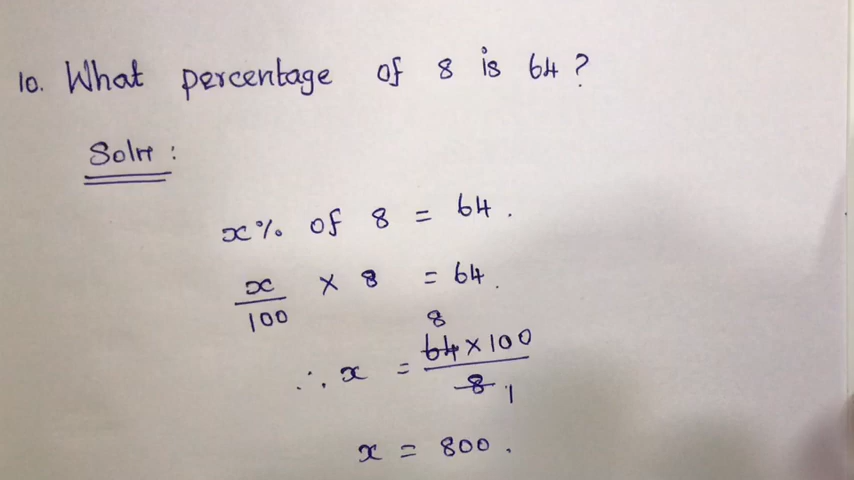 10. What percentage of 8 is 64?
Soln:
x% of 8 = 64.
x/100 × 8 = 64.
∴ x = 64 × 100 / 8
8 1
x = 800.